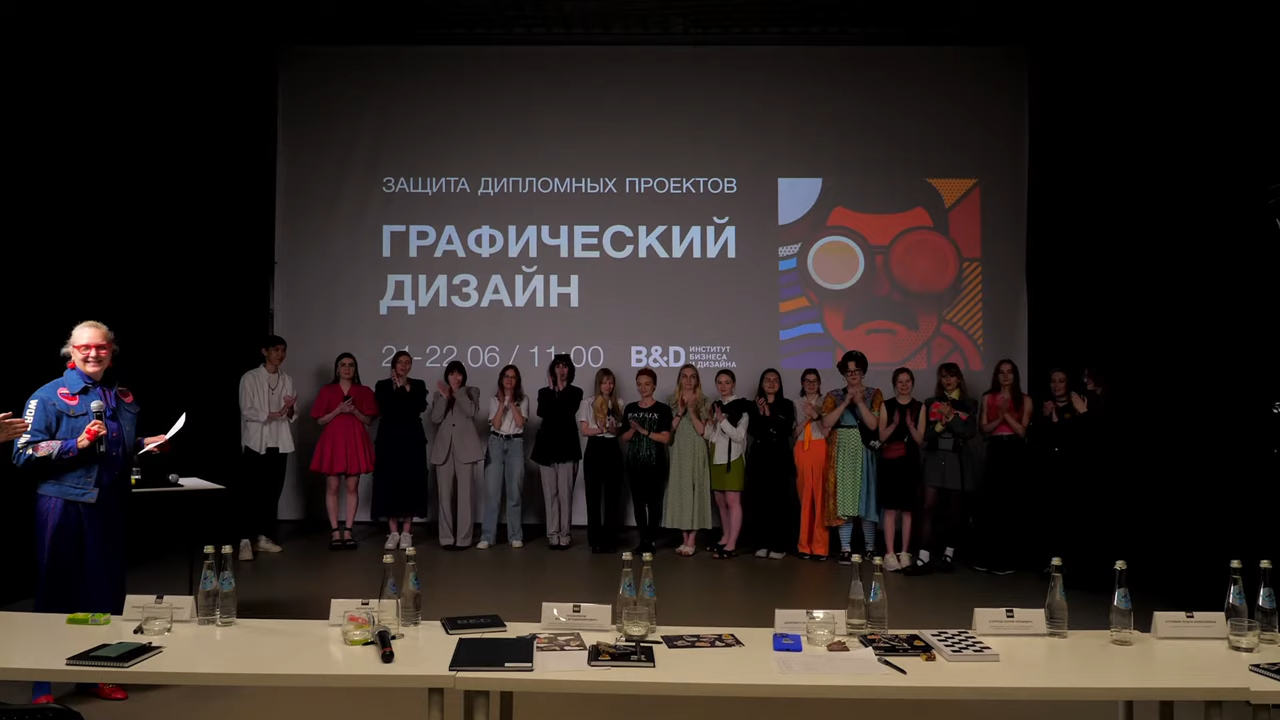 ЗАЩИТА ДИПЛОМНЫХ ПРОЕКТОВ
ГРАФИЧЕСКИЙ
ДИЗАЙН
21-22.06 / 11:00
B&D ИНСТИТУТ
БИЗНЕСА
И ДИЗАЙНА
B&D